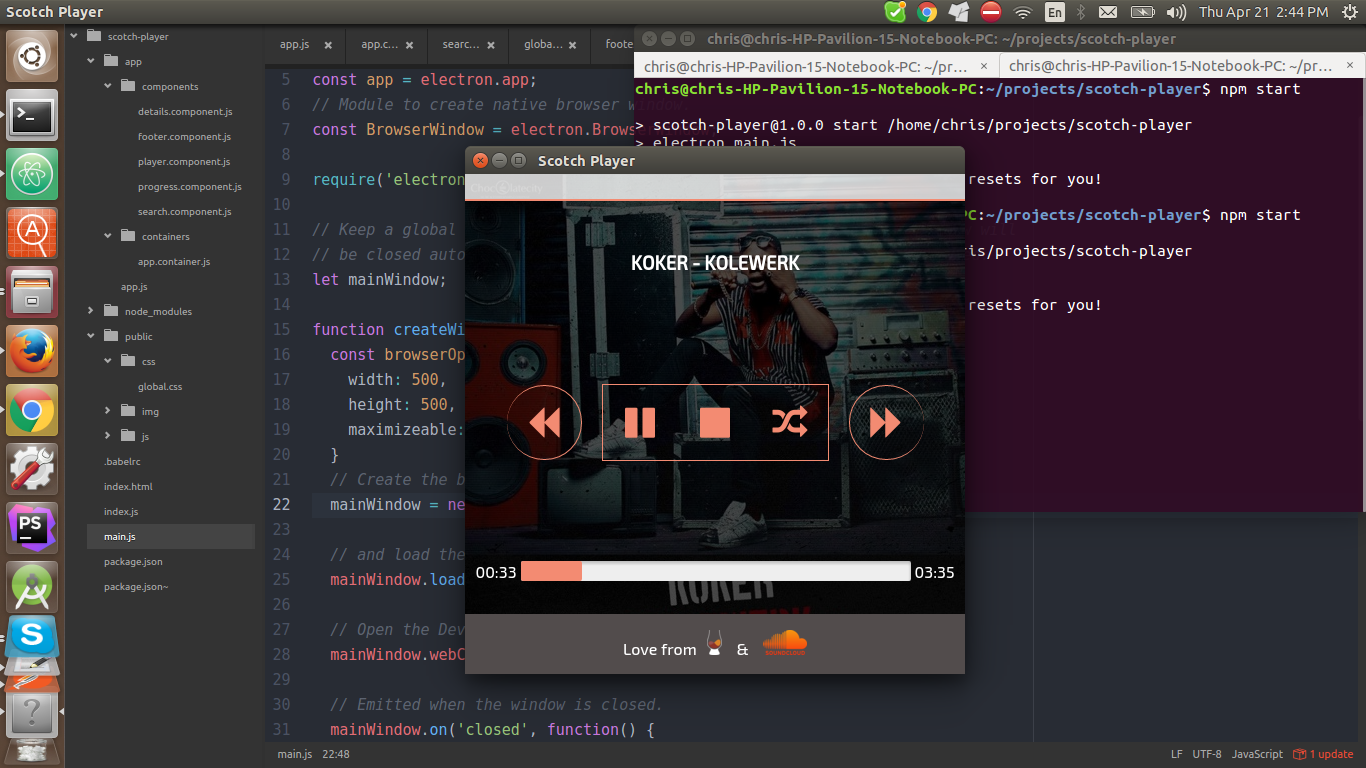 Scotch Player
En
Thu Apr 21 2:44 PM
scotch-player
app
components
details.component.js
footer.component.js
player.component.js
progress.component.js
search.component.js
containers
app.container.js
app.js
node_modules
public
css
global.css
img
js
.babelrc
index.html
index.js
main.js
package.json
package.json~
app.js
app.c...
searc...
globa...
foote
5 const app = electron.app;
6 // Module to create native browser window.
7 const BrowserWindow = electron.Brows
8
9 require('electron
10
11 // Keep a global
12 // be closed auto
13 let mainWindow;
14
15 function createWi
16 const browserOp
17 width: 500,
18 height: 500,
19 maximizeable:
20 }
21 // Create the b
22 mainWindow = ne
23
24 // and load the
25 mainWindow.load
26
27 // Open the Dev
28 mainWindow.webC
29
30 // Emitted when the window is closed.
31 mainWindow.on('closed', function() {
main.js 22:48
LF UTF-8 JavaScript 1 update
chris@chris-HP-Pavilion-15-Notebook-PC: ~/projects/scotch-player
chris@chris-HP-Pavilion-15-Notebook-PC: ~/pr...
chris@chris-HP-Pavilion-15-Notebook-PC: ~/pr...
chris@chris-HP-Pavilion-15-Notebook-PC:~/projects/scotch-player$ npm start
> scotch-player@1.0.0 start /home/chris/projects/scotch-player
> electron main.js
resets for you!
PC:~/projects/scotch-player$ npm start
is/projects/scotch-player
resets for you!
Scotch Player
KOKER - KOLEWERK
00:33
03:35
KOKER
Love from &
SOUNDCLOUD
PS